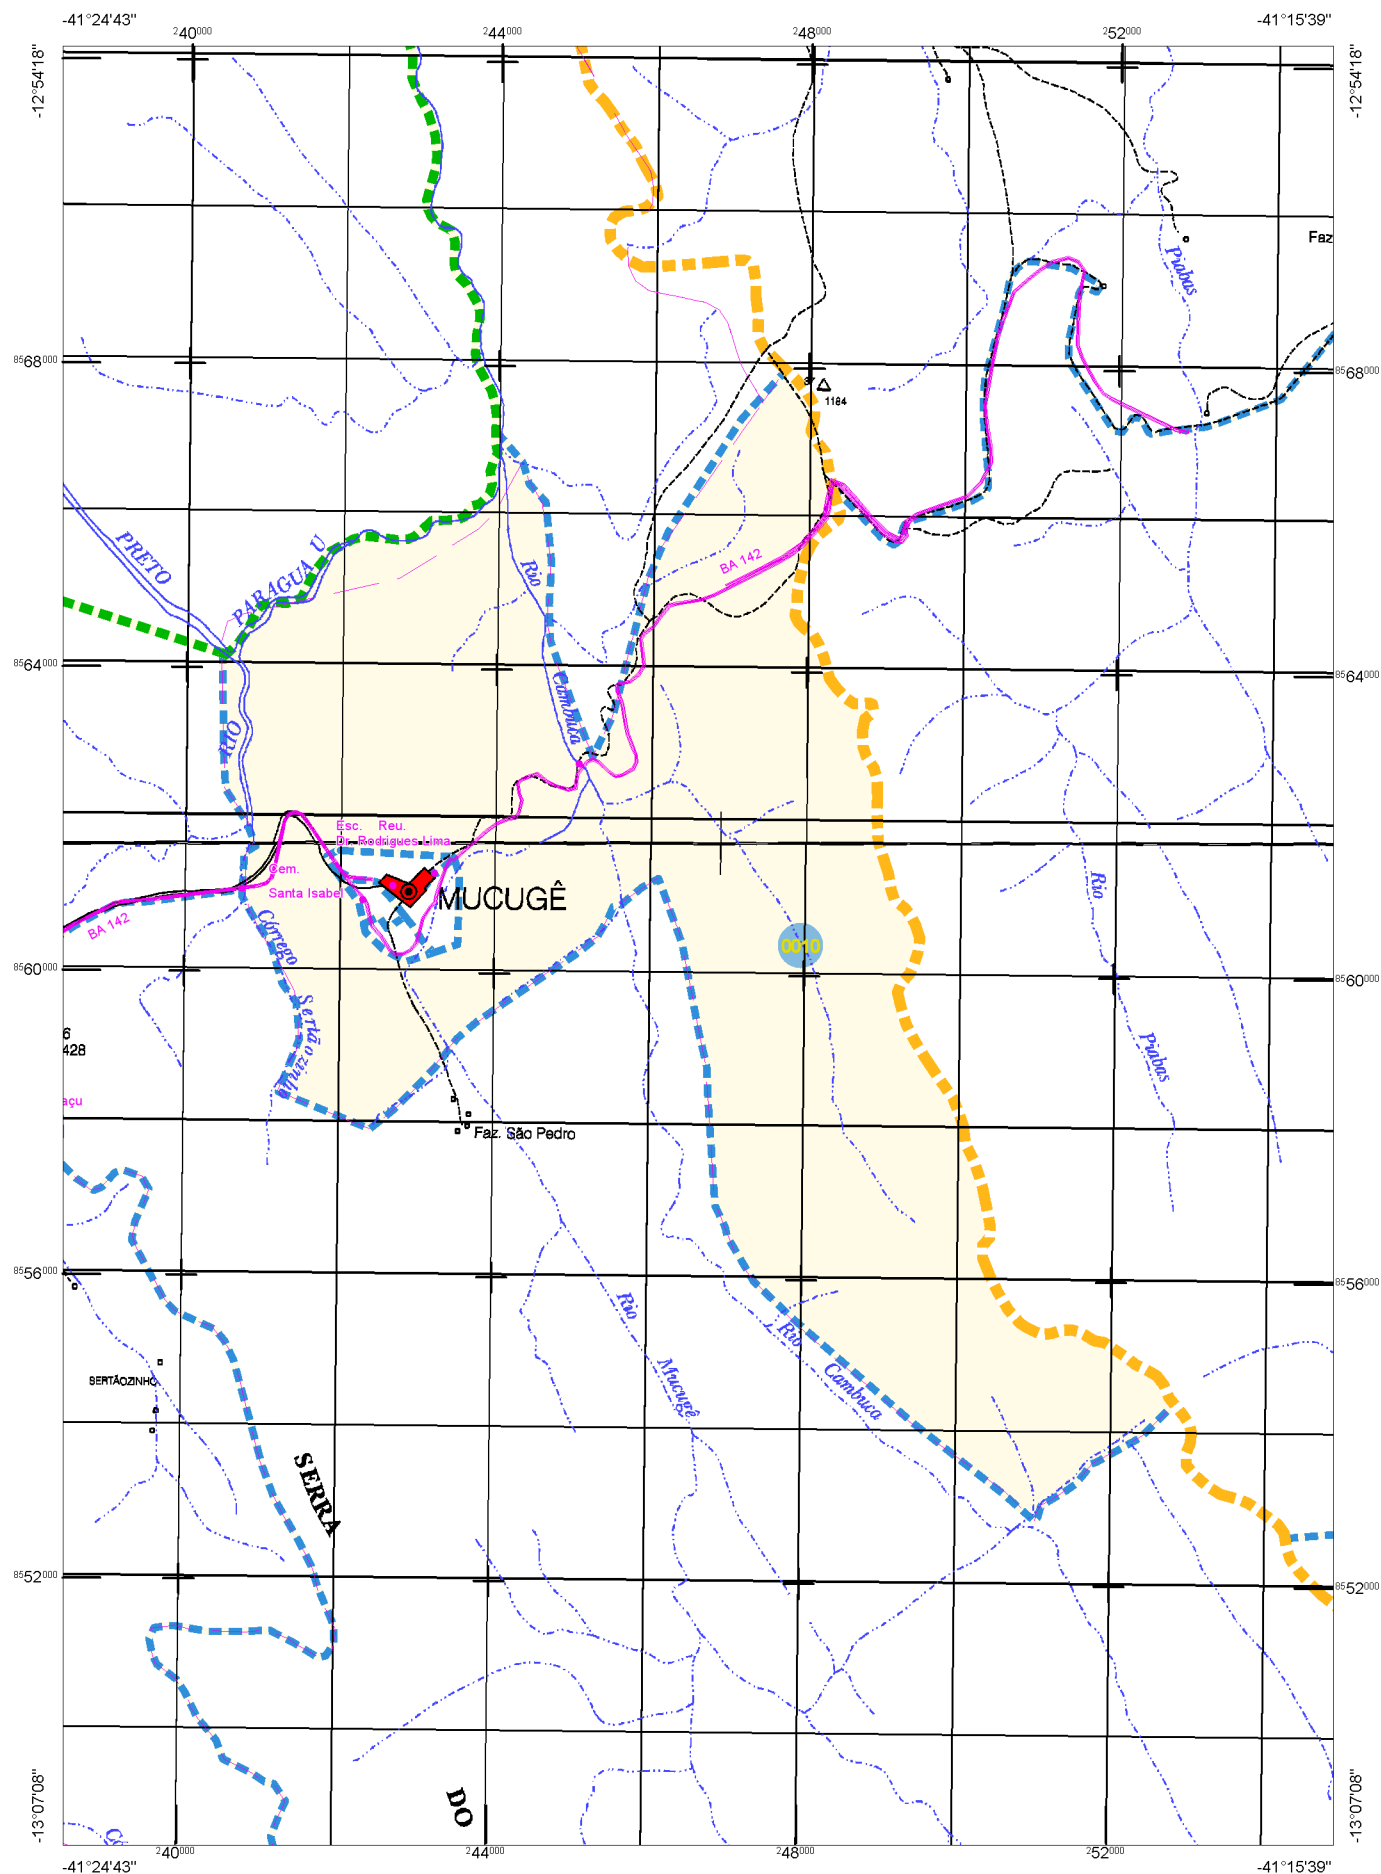 -41°24'43" -41°15'39"
240000 244000 248000 252000
-12°54'18" -12°54'18"
Faz
Piabas
8568000 8568000
1184
PRETO
PARAGUA U
Rio
BA 142
8564000 8564000
Cambuca
RIO
Esc. Reu.
Dr. Rodrigues Lima
Cem.
Santa Isabel
MUCUGÊ
Rio
BA 142
Córrego
0010
8560000 8560000
Sertãozinho
6
428
Piabas
açu
Faz. São Pedro
8556000 8556000
Rio
Rio
Mucugê
Cambuca
SERTÃOZINHO
SERRA
8552000 8552000
DO
-13°07'08" -13°07'08"
240000 244000 248000 252000
-41°24'43" -41°15'39"